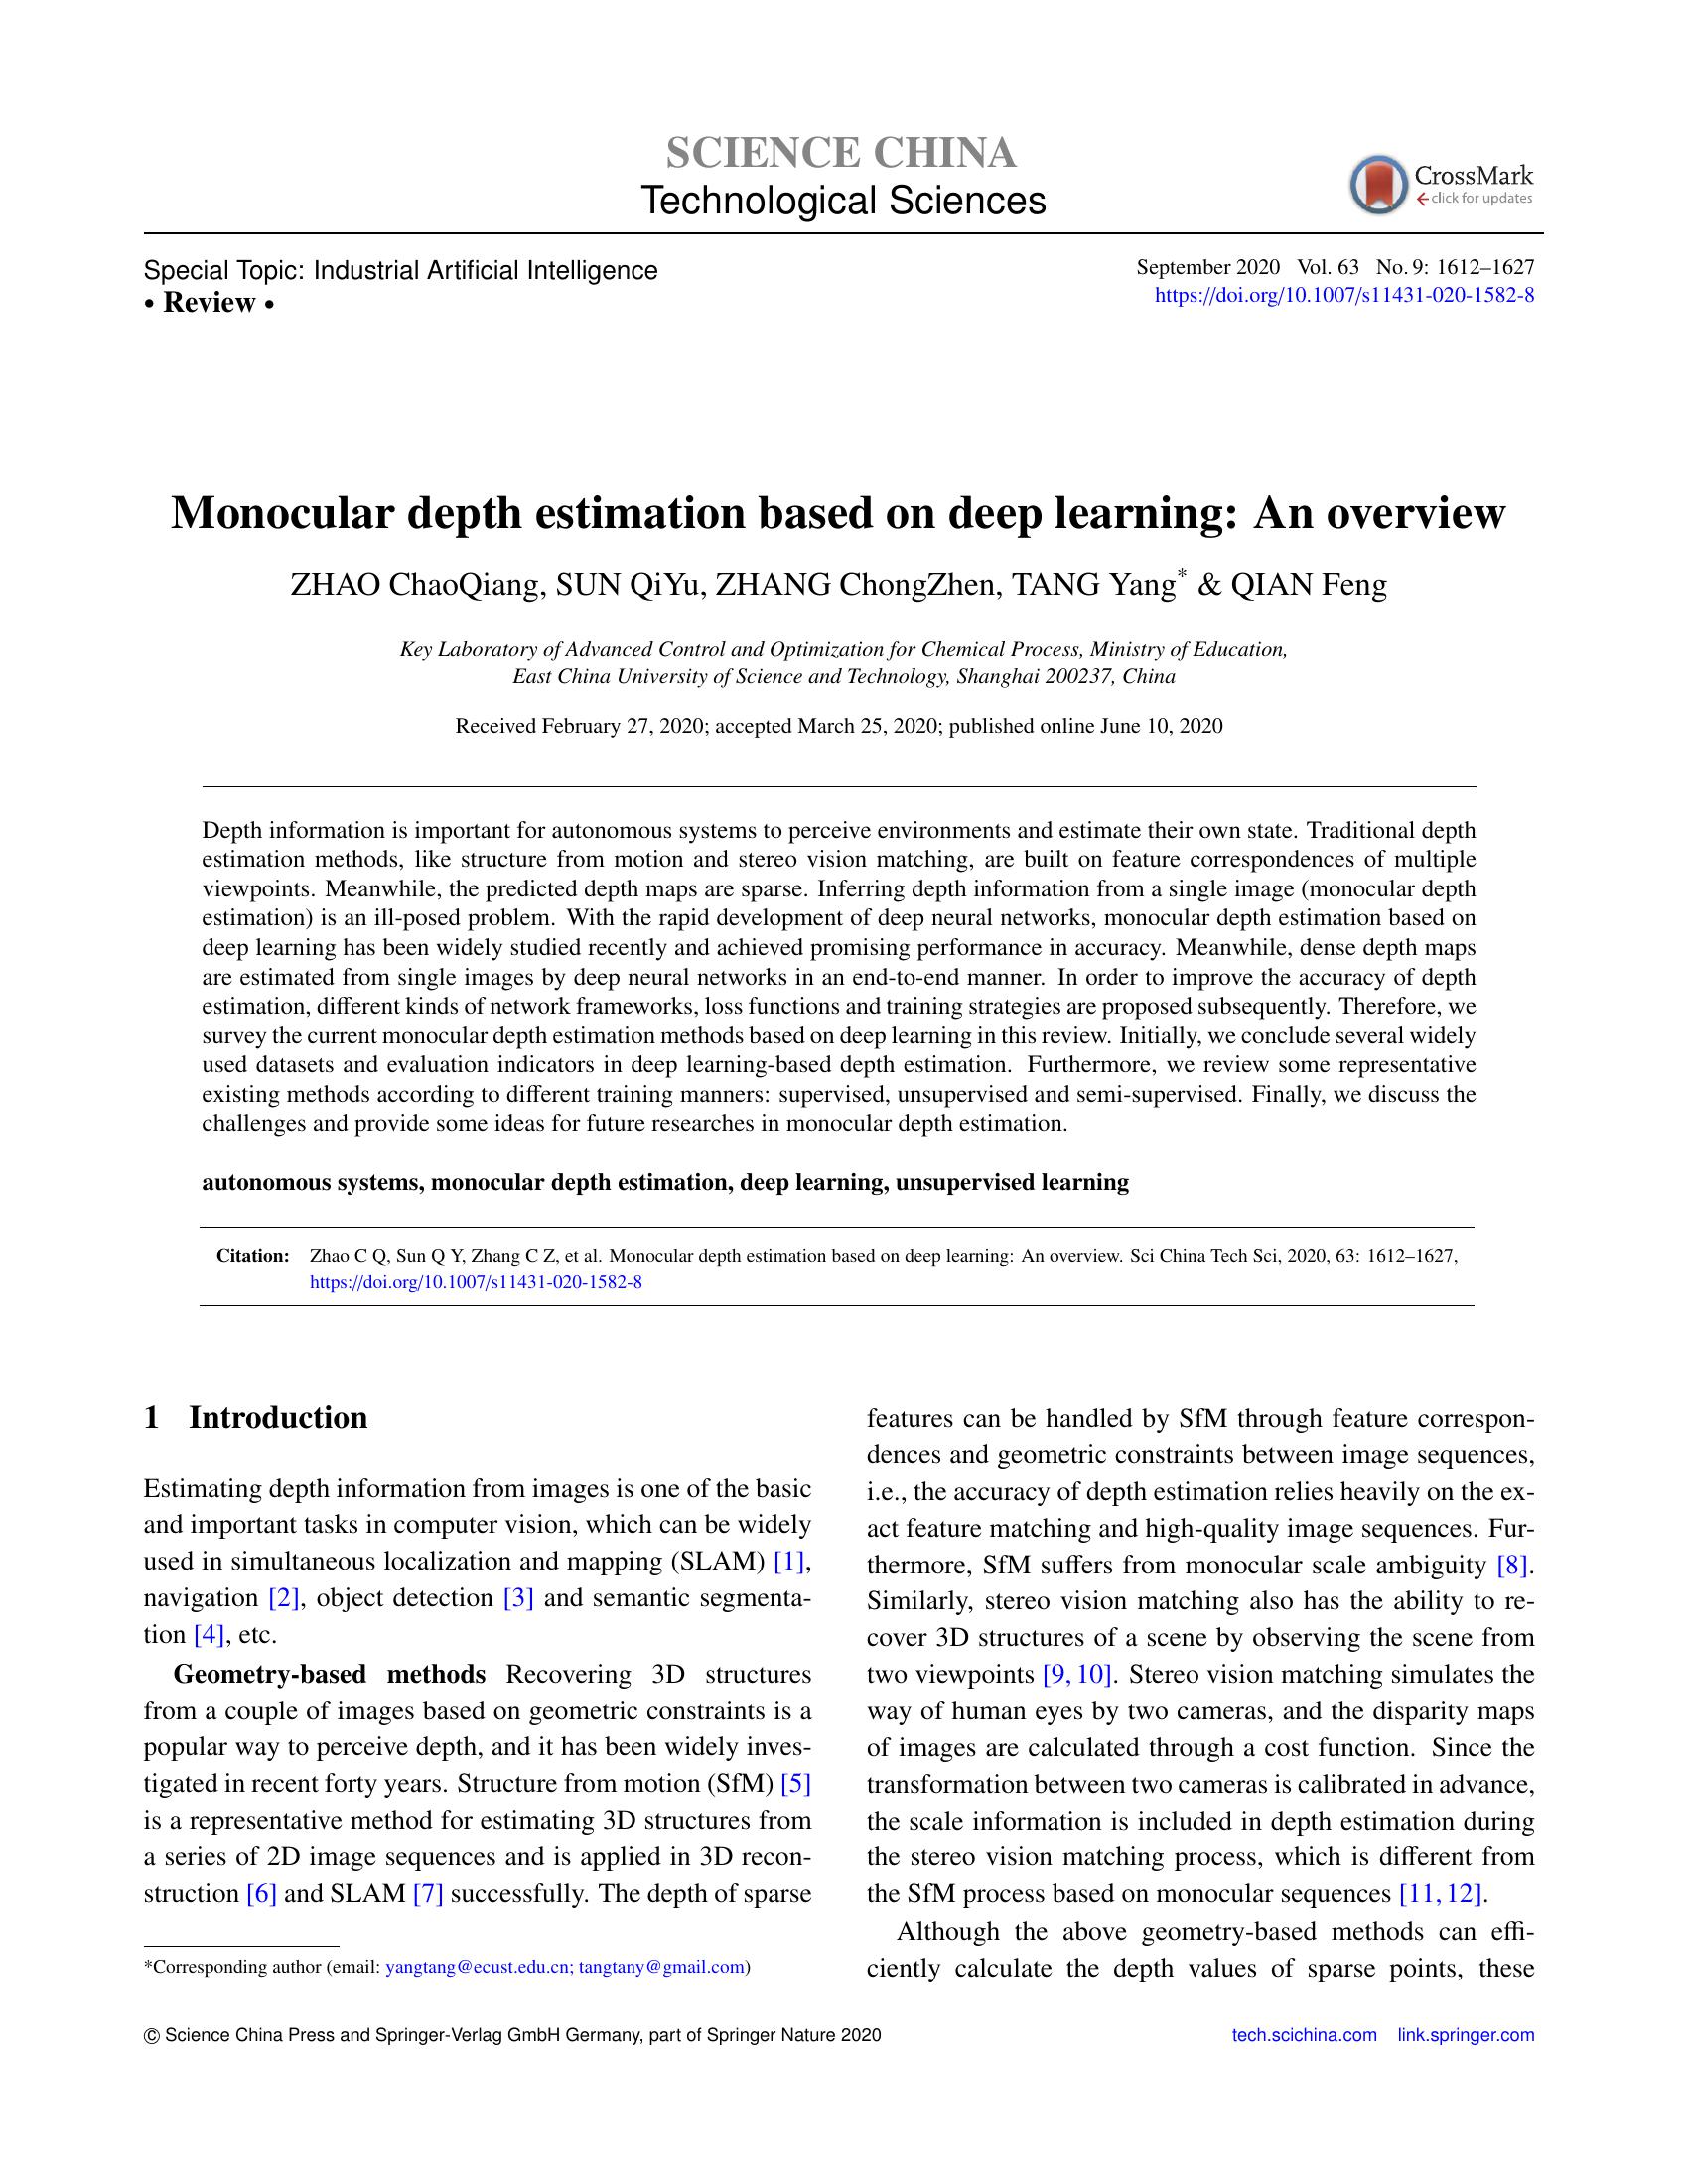 SCIENCE CHINA
Technological Sciences
CrossMark
click for updates
Special Topic: Industrial Artificial Intelligence
• Review •
September 2020 Vol. 63 No. 9: 1612–1627
https://doi.org/10.1007/s11431-020-1582-8
Monocular depth estimation based on deep learning: An overview
ZHAO ChaoQiang, SUN QiYu, ZHANG ChongZhen, TANG Yang* & QIAN Feng
Key Laboratory of Advanced Control and Optimization for Chemical Process, Ministry of Education,
East China University of Science and Technology, Shanghai 200237, China
Received February 27, 2020; accepted March 25, 2020; published online June 10, 2020
Depth information is important for autonomous systems to perceive environments and estimate their own state. Traditional depth
estimation methods, like structure from motion and stereo vision matching, are built on feature correspondences of multiple
viewpoints. Meanwhile, the predicted depth maps are sparse. Inferring depth information from a single image (monocular depth
estimation) is an ill-posed problem. With the rapid development of deep neural networks, monocular depth estimation based on
deep learning has been widely studied recently and achieved promising performance in accuracy. Meanwhile, dense depth maps
are estimated from single images by deep neural networks in an end-to-end manner. In order to improve the accuracy of depth
estimation, different kinds of network frameworks, loss functions and training strategies are proposed subsequently. Therefore, we
survey the current monocular depth estimation methods based on deep learning in this review. Initially, we conclude several widely
used datasets and evaluation indicators in deep learning-based depth estimation. Furthermore, we review some representative
existing methods according to different training manners: supervised, unsupervised and semi-supervised. Finally, we discuss the
challenges and provide some ideas for future researches in monocular depth estimation.
autonomous systems, monocular depth estimation, deep learning, unsupervised learning
Citation: Zhao C Q, Sun Q Y, Zhang C Z, et al. Monocular depth estimation based on deep learning: An overview. Sci China Tech Sci, 2020, 63: 1612–1627,
https://doi.org/10.1007/s11431-020-1582-8
1 Introduction
Estimating depth information from images is one of the basic
and important tasks in computer vision, which can be widely
used in simultaneous localization and mapping (SLAM) [1],
navigation [2], object detection [3] and semantic segmenta-
tion [4], etc.
Geometry-based methods Recovering 3D structures
from a couple of images based on geometric constraints is a
popular way to perceive depth, and it has been widely inves-
tigated in recent forty years. Structure from motion (SfM) [5]
is a representative method for estimating 3D structures from
a series of 2D image sequences and is applied in 3D recon-
struction [6] and SLAM [7] successfully. The depth of sparse
*Corresponding author (email: yangtang@ecust.edu.cn; tangtany@gmail.com)
features can be handled by SfM through feature correspon-
dences and geometric constraints between image sequences,
i.e., the accuracy of depth estimation relies heavily on the ex-
act feature matching and high-quality image sequences. Fur-
thermore, SfM suffers from monocular scale ambiguity [8].
Similarly, stereo vision matching also has the ability to re-
cover 3D structures of a scene by observing the scene from
two viewpoints [9, 10]. Stereo vision matching simulates the
way of human eyes by two cameras, and the disparity maps
of images are calculated through a cost function. Since the
transformation between two cameras is calibrated in advance,
the scale information is included in depth estimation during
the stereo vision matching process, which is different from
the SfM process based on monocular sequences [11, 12].
Although the above geometry-based methods can effi-
ciently calculate the depth values of sparse points, these
© Science China Press and Springer-Verlag GmbH Germany, part of Springer Nature 2020
tech.scichina.com link.springer.com